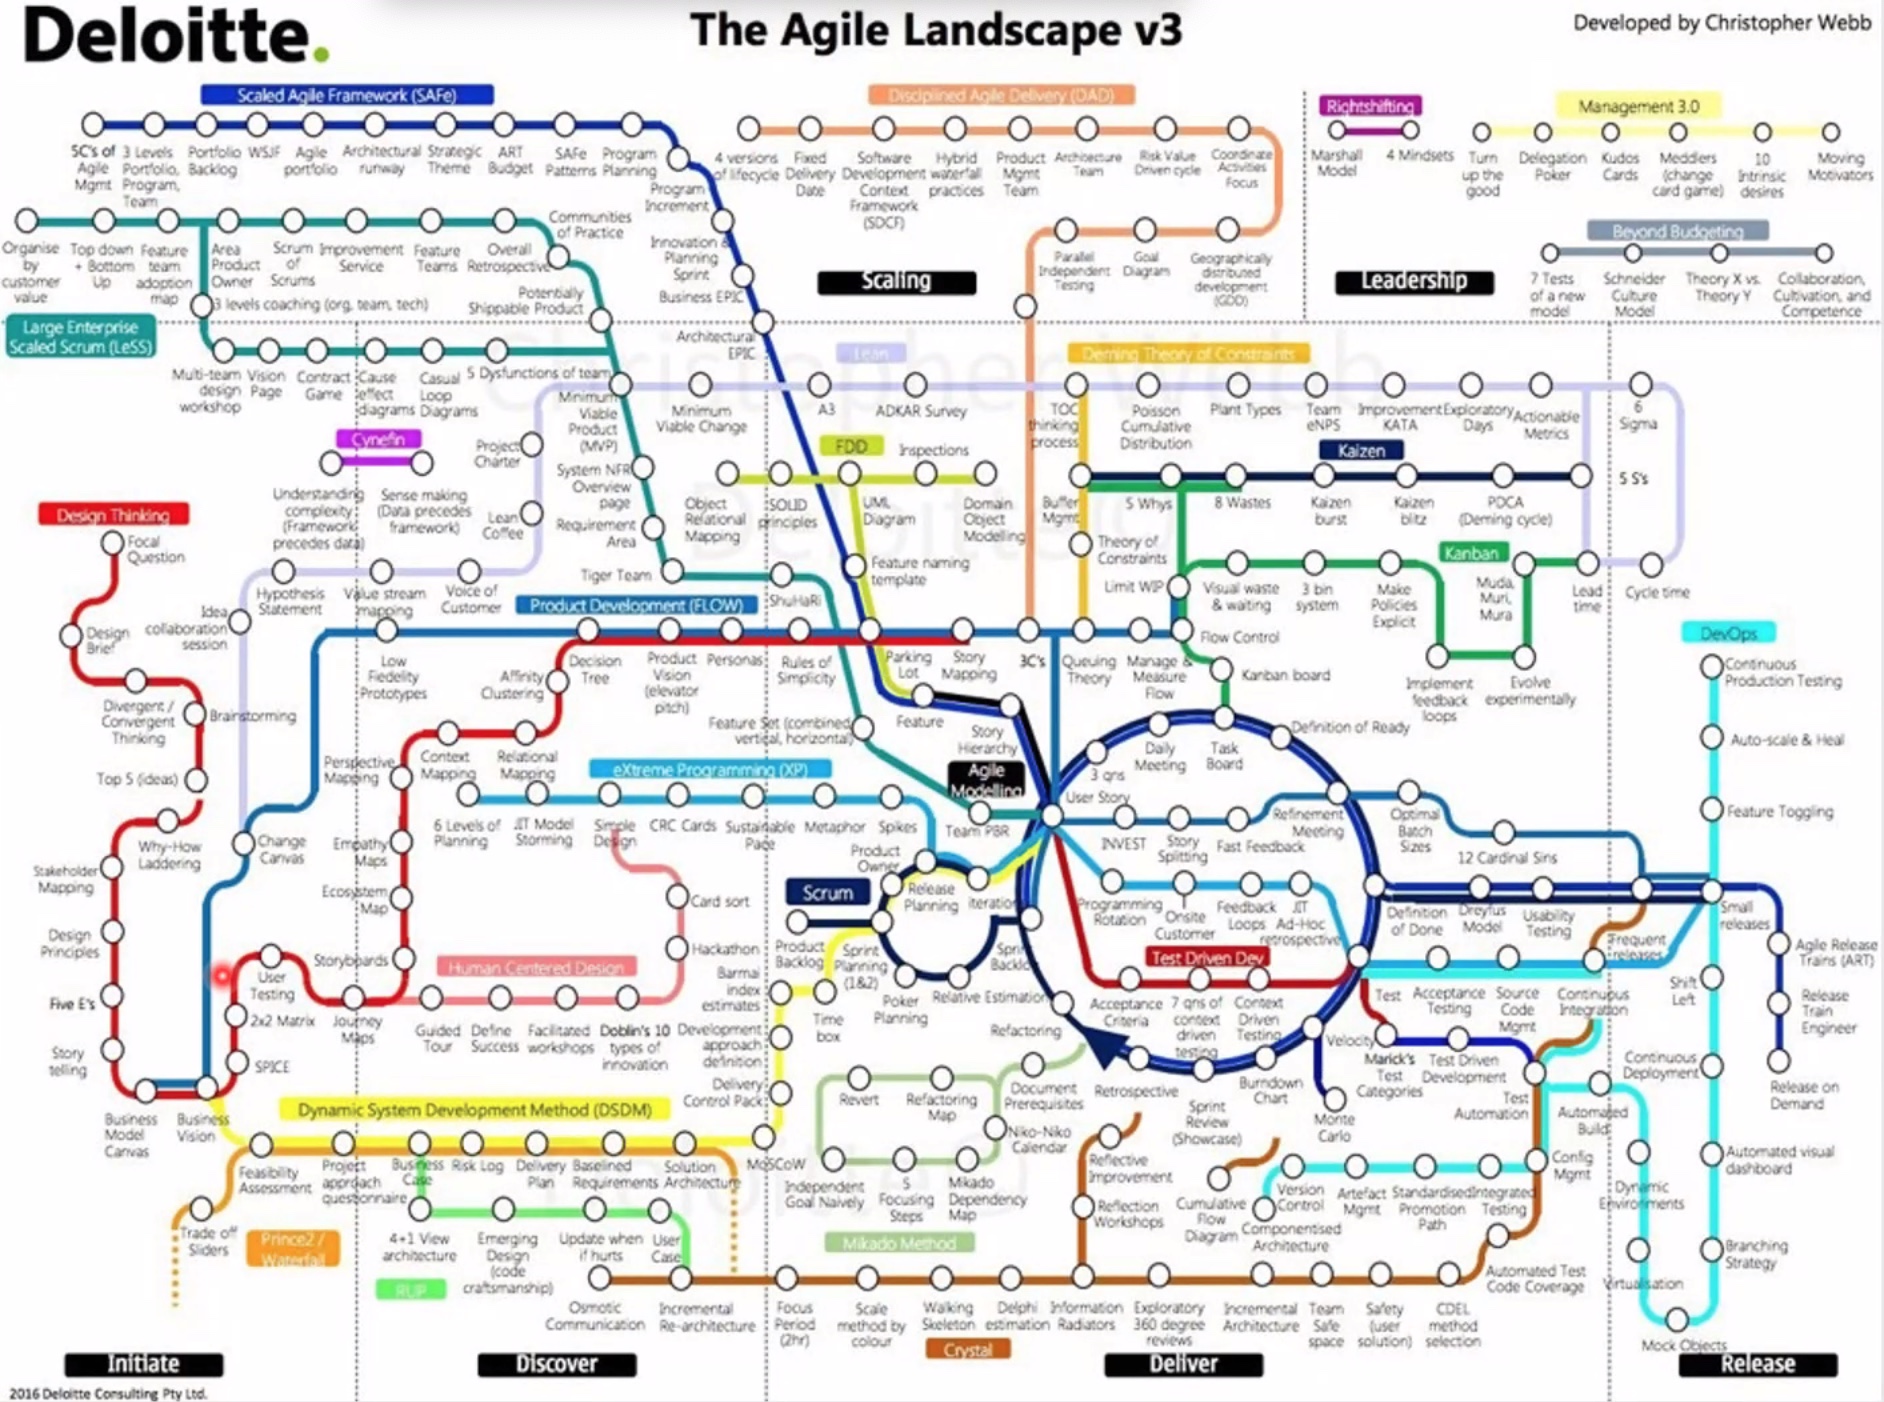 Deloitte.
The Agile Landscape v3
Developed by Christopher Webb
Scaled Agile Framework (SAFe)
5C's of
Agile
Mgmt
3 Levels
Portfolio,
Program,
Team
Portfolio
Backlog
WSJF
Agile
portfolio
Architectural
runway
Strategic
Theme
ART
Budget
SAFe
Patterns
Program
Planning
Program
Increment
Innovation &
Planning
Sprint
Business EPIC
Architectural
EPIC
Disciplined Agile Delivery (DAD)
4 versions
of lifecycle
Fixed
Delivery
Date
Software
Development
Context
Framework
(SDCF)
Hybrid
waterfall
practices
Product
Mgmt
Team
Architecture
Team
Risk Value
Driven cycle
Coordinate
Activities
Focus
Parallel
Independent
Testing
Goal
Diagram
Geographically
distributed
development
(GDD)
Scaling
Rightshifting
Marshall
Model
4 Mindsets
Management 3.0
Turn
up the
good
Delegation
Poker
Kudos
Cards
Meddlers
(change
card game)
10
Intrinsic
desires
Moving
Motivators
Beyond Budgeting
7 Tests
of a new
model
Schneider
Culture
Model
Theory X vs.
Theory Y
Collaboration,
Cultivation, and
Competence
Leadership
Organise
by
customer
value
Top down
+ Bottom
Up
Feature
team
adoption
map
Area
Product
Owner
Scrum
of
Scrums
Improvement
Service
Feature
Teams
Overall
Retrospective
Communities
of Practice
Potentially
Shippable Product
3 levels coaching (org, team, tech)
Large Enterprise
Scaled Scrum (LeSS)
Multi-team
design
workshop
Vision
Page
Contract
Game
Cause
effect
diagrams
Casual
Loop
Diagrams
5 Dysfunctions of team
Minimum
Viable
Product
(MVP)
System NFR
Overview
page
Requirement
Area
Tiger Team
ShuHaRi
Lean
Minimum
Viable Change
A3
ADKAR Survey
Deming Theory of Constraints
TOC
thinking
process
Poisson
Cumulative
Distribution
Plant Types
Team
eNPS
Improvement
KATA
Exploratory
Days
Actionable
Metrics
6
Sigma
5 S's
Cycle time
Cynefin
Understanding
complexity
(Framework
precedes data)
Sense making
(Data precedes
framework)
Project
Charter
Lean
Coffee
Hypothesis
Statement
Value stream
mapping
Voice of
Customer
Idea
collaboration
session
FDD
Inspections
Object
Relational
Mapping
SOLID
principles
UML
Diagram
Domain
Object
Modelling
Feature naming
template
Kaizen
Buffer
Mgmt
5 Whys
8 Wastes
Kaizen
burst
Kaizen
blitz
PDCA
(Deming cycle)
Theory of
Constraints
Limit WIP
Kanban
Visual waste
& waiting
3 bin
system
Make
Policies
Explicit
Muda,
Muri,
Mura
Lead
time
Implement
feedback
loops
Evolve
experimentally
Flow Control
Kanban board
Design Thinking
Focal
Question
Design
Brief
Divergent /
Convergent
Thinking
Brainstorming
Top 5 (ideas)
Why-How
Laddering
Stakeholder
Mapping
Design
Principles
Five E's
Story
telling
Business
Model
Canvas
Business
Vision
SPICE
2x2 Matrix
User
Testing
Journey
Maps
Storyboards
Ecosystem
Map
Empathy
Maps
Perspective
Mapping
Context
Mapping
Relational
Mapping
Affinity
Clustering
Change
Canvas
Product Development (FLOW)
Low
Fiedelity
Prototypes
Decision
Tree
Product
Vision
(elevator
pitch)
Personas
Rules of
Simplicity
Parking
Lot
Story
Mapping
3C's
Queuing
Theory
Manage &
Measure
Flow
Feature Set (combined,
vertical, horizontal)
Feature
Story
Hierarchy
Agile
Modelling
Team PBR
User Story
3 qns
Daily
Meeting
Task
Board
Definition of Ready
eXtreme Programming (XP)
6 Levels of
Planning
JIT Model
Storming
Simple
Design
CRC Cards
Sustainable
Pace
Metaphor
Spikes
INVEST
Story
Splitting
Fast Feedback
Refinement
Meeting
Optimal
Batch
Sizes
12 Cardinal Sins
Programming
Rotation
Onsite
Customer
Feedback
Loops
JIT
Ad-Hoc
retrospective
Definition
of Done
Dreyfus
Model
Usability
Testing
Frequent
releases
Small
releases
Scrum
Product
Owner
Release
Planning
iteration
Product
Backlog
Sprint
Planning
(1&2)
Poker
Planning
Relative Estimation
Sprint
Backlog
Refactoring
Human Centered Design
Card sort
Hackathon
Guided
Tour
Define
Success
Facilitated
workshops
Doblin's 10
types of
innovation
Barmai
index
estimates
Time
box
Development
approach
definition
Delivery
Control Pack
MoSCoW
Test Driven Dev
Acceptance
Criteria
7 qns of
context
driven
testing
Context
Driven
Testing
Test
Acceptance
Testing
Source
Code
Mgmt
Continuous
Integration
Velocity
Marick's
Test
Categories
Test Driven
Development
Test
Automation
Monte
Carlo
Burndown
Chart
Sprint
Review
(Showcase)
Retrospective
Dynamic System Development Method (DSDM)
Feasibility
Assessment
Project
approach
questionnaire
Business
Case
Risk Log
Delivery
Plan
Baselined
Requirements
Solution
Architecture
Trade off
Sliders
Prince2 /
Waterfall
4+1 View
architecture
Emerging
Design
(code
craftsmanship)
Update when
if hurts
User
Case
RUP
Revert
Refactoring
Map
Document
Prerequisites
Niko-Niko
Calendar
Independent
Goal Naively
5
Focusing
Steps
Mikado
Dependency
Map
Mikado Method
Reflective
Improvement
Reflection
Workshops
Cumulative
Flow
Diagram
Version
Control
Artefact
Mgmt
Standardised
Promotion
Path
Integrated
Testing
Componentised
Architecture
Config
Mgmt
Automated
Build
Dynamic
Environments
Virtualisation
Mock Objects
Osmotic
Communication
Incremental
Re-architecture
Focus
Period
(2hr)
Scale
method by
colour
Walking
Skeleton
Delphi
estimation
Information
Radiators
Exploratory
360 degree
reviews
Incremental
Architecture
Team
Safe
space
Safety
(user
solution)
CDEL
method
selection
Automated Test
Code Coverage
Crystal
DevOps
Continuous
Production Testing
Auto-scale & Heal
Feature Toggling
Shift
Left
Continuous
Deployment
Automated visual
dashboard
Branching
Strategy
Agile Release
Trains (ART)
Release
Train
Engineer
Release on
Demand
Initiate
Discover
Deliver
Release
2016 Deloitte Consulting Pty Ltd.
Christopher Webb
Deloitte©